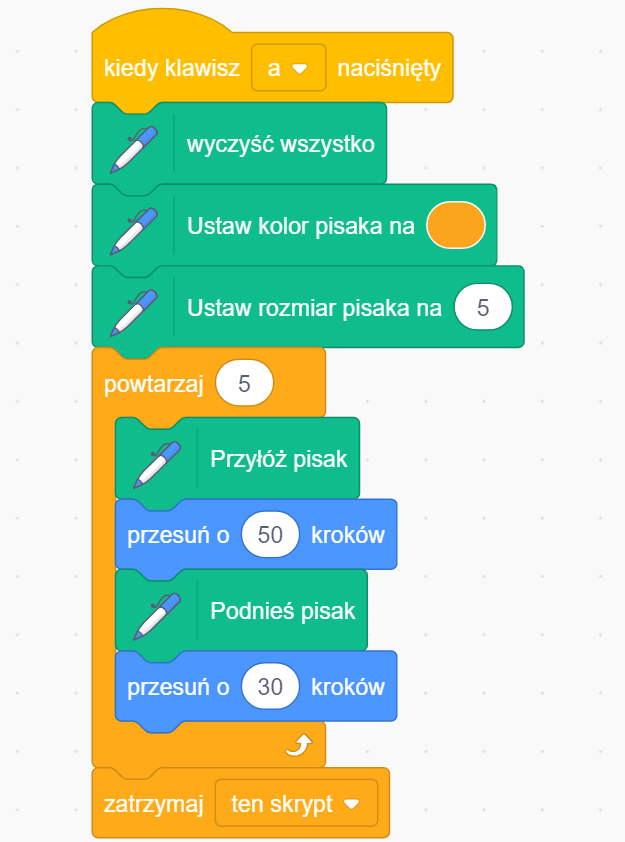 kiedy klawisz a naciśnięty
wyczyść wszystko
Ustaw kolor pisaka na
Ustaw rozmiar pisaka na 5
powtarzaj 5
Przyłóż pisak
przesuń o 50 kroków
Podnieś pisak
przesuń o 30 kroków
zatrzymaj ten skrypt